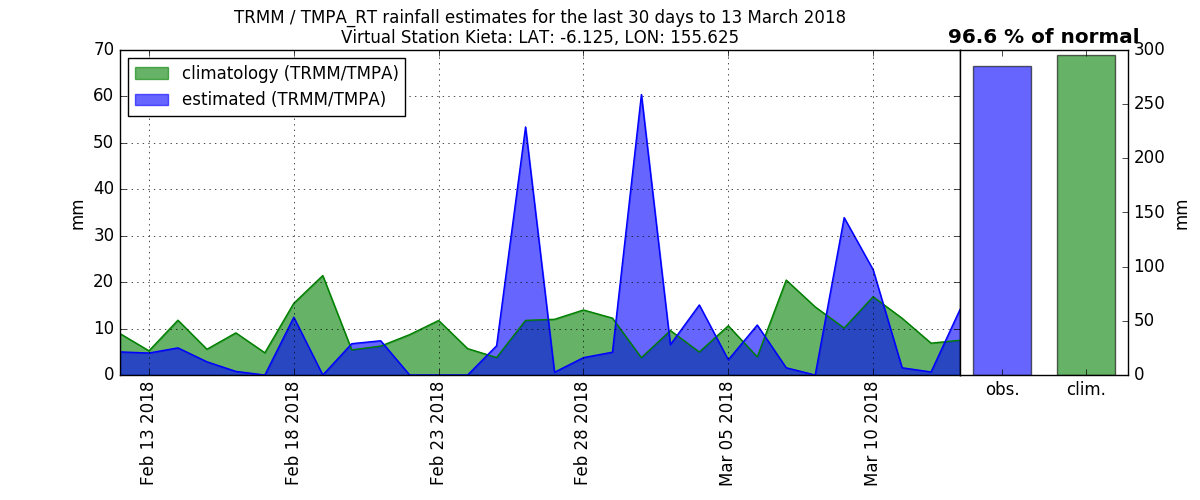 TRMM / TMPA_RT rainfall estimates for the last 30 days to 13 March 2018
Virtual Station Kieta: LAT: -6.125, LON: 155.625
96.6 % of normal
climatology (TRMM/TMPA)
estimated (TRMM/TMPA)
70
60
50
40
30
20
10
0
mm
Feb 13 2018
Feb 18 2018
Feb 23 2018
Feb 28 2018
Mar 05 2018
Mar 10 2018
300
250
200
150
100
50
0
mm
obs.
clim.